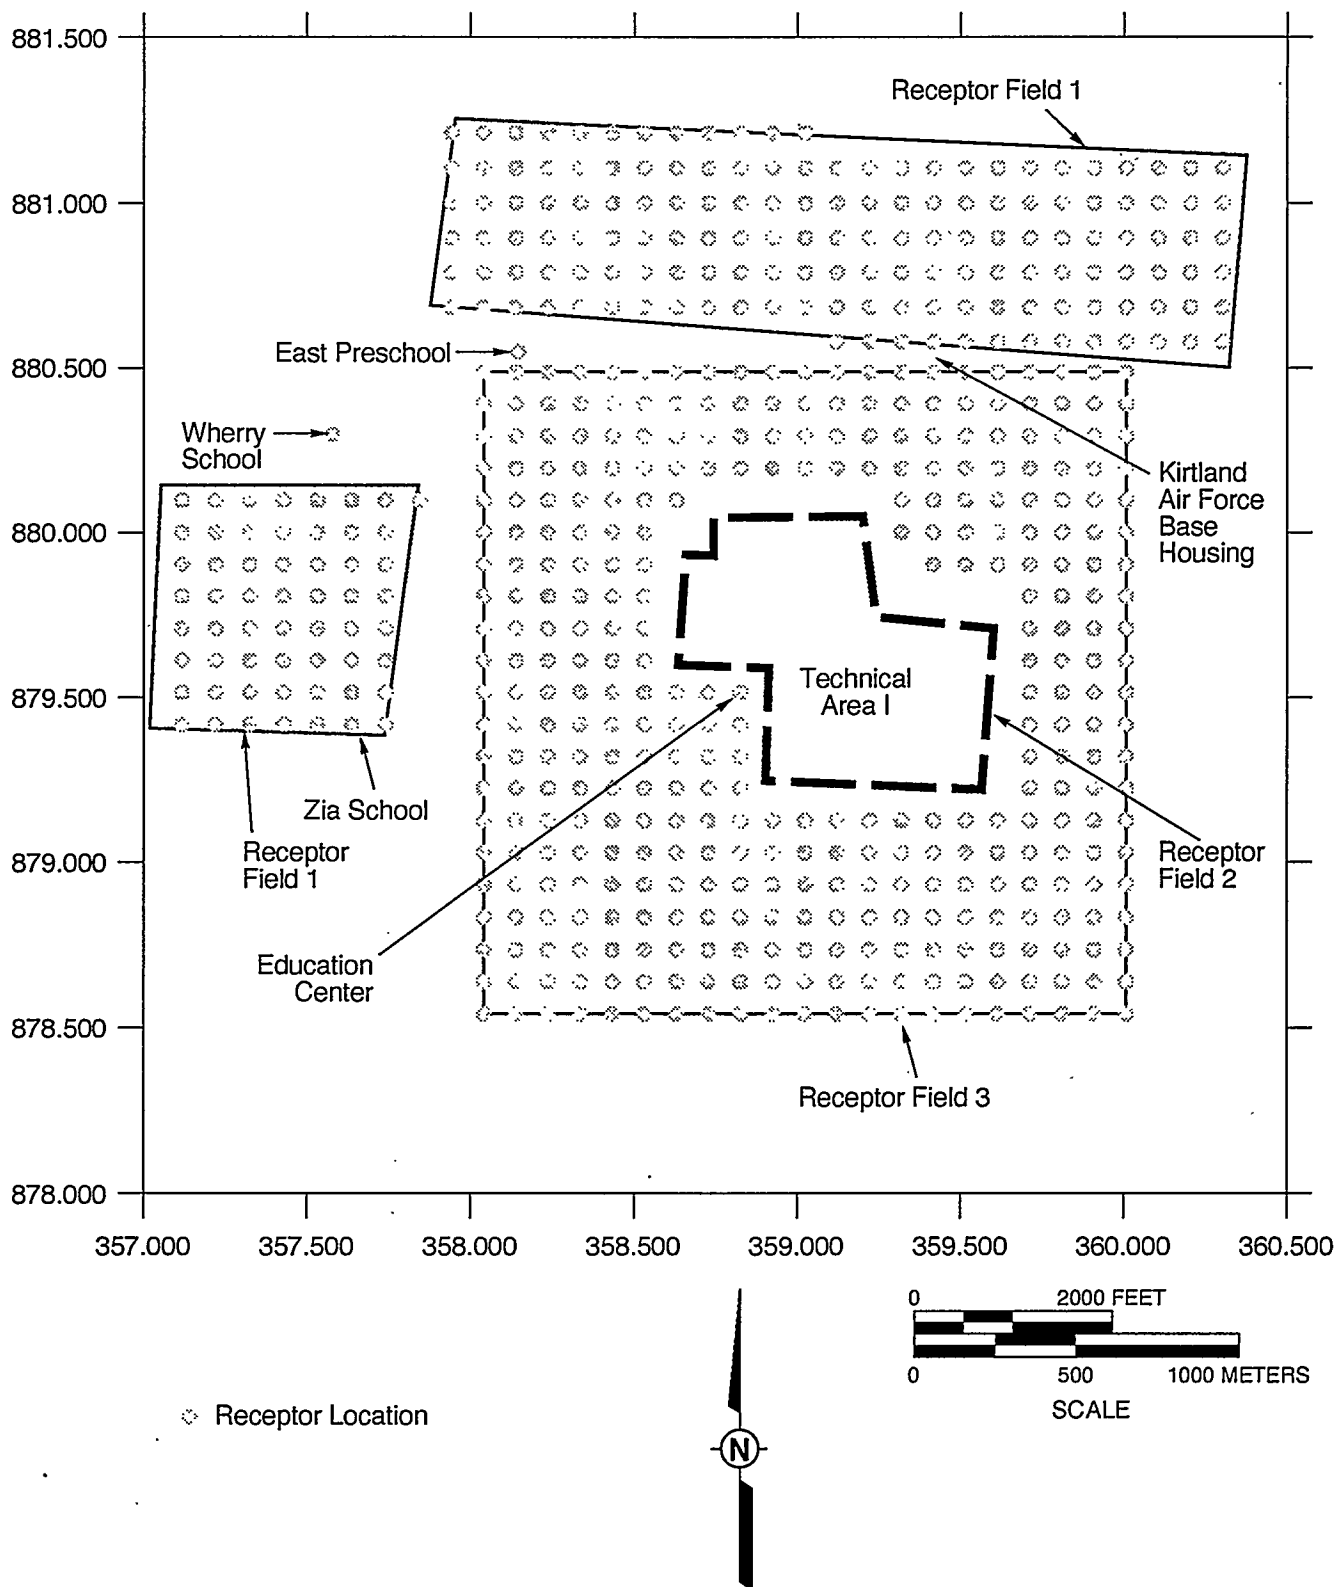 881.500
Receptor Field 1
881.000
East Preschool
880.500
Wherry
School
Kirtland
Air Force
Base
Housing
880.000
Technical
Area I
879.500
Zia School
Receptor
Field 1
879.000
Receptor
Field 2
Education
Center
878.500
Receptor Field 3
878.000
357.000 357.500 358.000 358.500 359.000 359.500 360.000 360.500
0 2000 FEET
0 500 1000 METERS
SCALE
Receptor Location
N